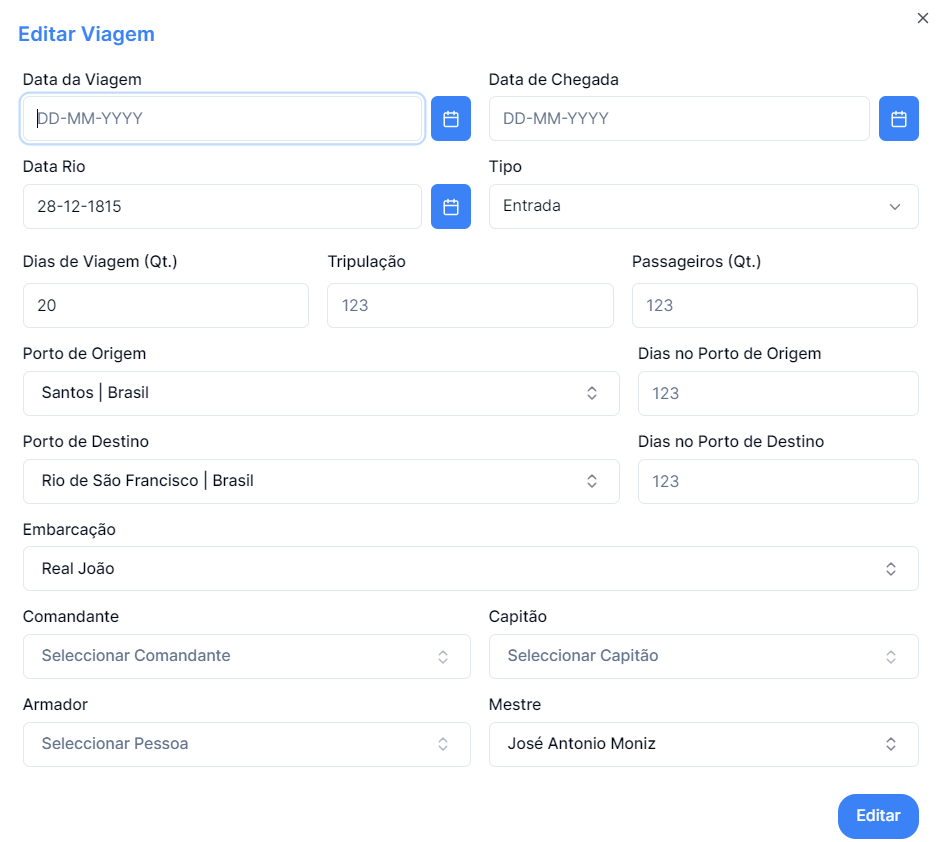 Editar Viagem
Data da Viagem Data de Chegada
DD-MM-YYYY DD-MM-YYYY
Data Rio Tipo
28-12-1815 Entrada
Dias de Viagem (Qt.) Tripulação Passageiros (Qt.)
20 123 123
Porto de Origem Dias no Porto de Origem
Santos | Brasil 123
Porto de Destino Dias no Porto de Destino
Rio de São Francisco | Brasil 123
Embarcação
Real João
Comandante Capitão
Seleccionar Comandante Seleccionar Capitão
Armador Mestre
Seleccionar Pessoa José Antonio Moniz
Editar